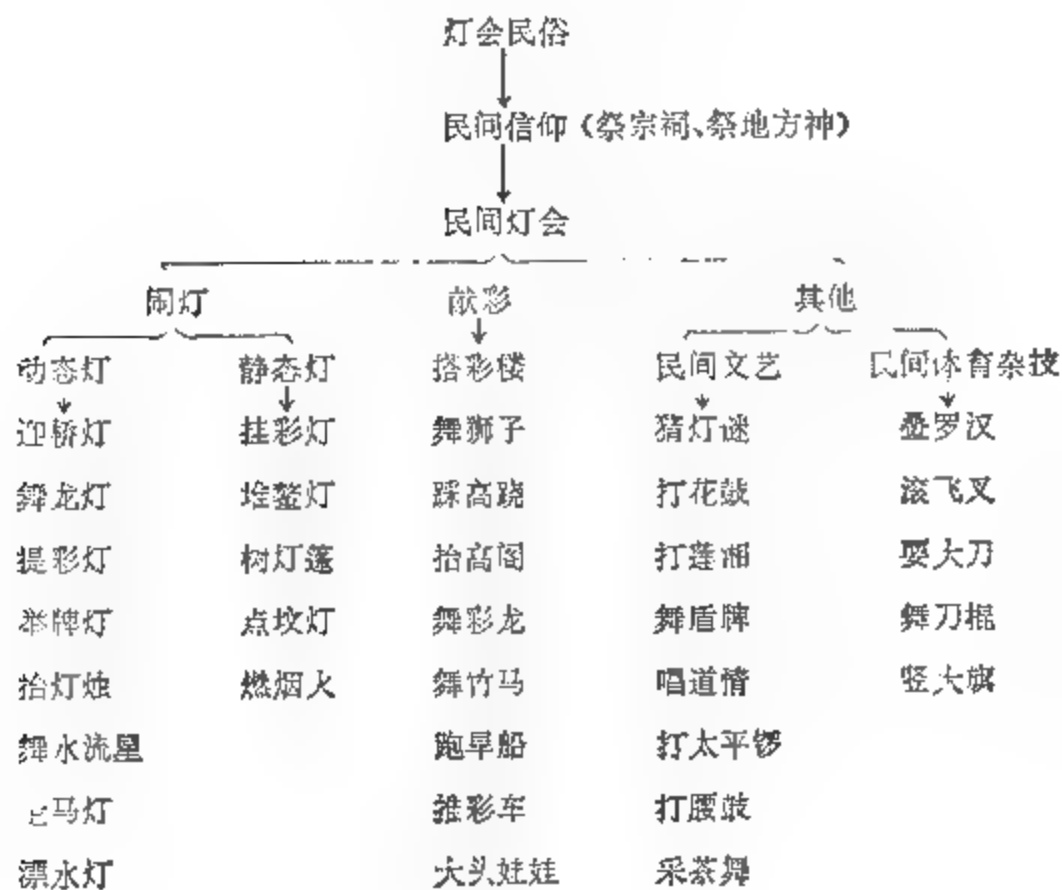 灯会民俗
民间信仰（祭宗祠、祭地方神）
民间灯会
闹灯 献彩 其他
动态灯 静态灯 搭彩楼 民间文艺 民间体育杂技
迎桥灯 挂彩灯 舞狮子 猜灯谜 叠罗汉
舞龙灯 堆鳌灯 踩高跷 打花鼓 滚飞叉
提彩灯 树灯篷 抬高阁 打莲湘 耍大刀
举牌灯 点坟灯 舞彩龙 舞盾牌 舞刀棍
抬灯烛 燃烟火 舞竹马 唱道情 竖大旗
舞水流星 跑旱船 打太平锣
马灯 推彩车 打腰鼓
漂水灯 大头娃娃 采茶舞